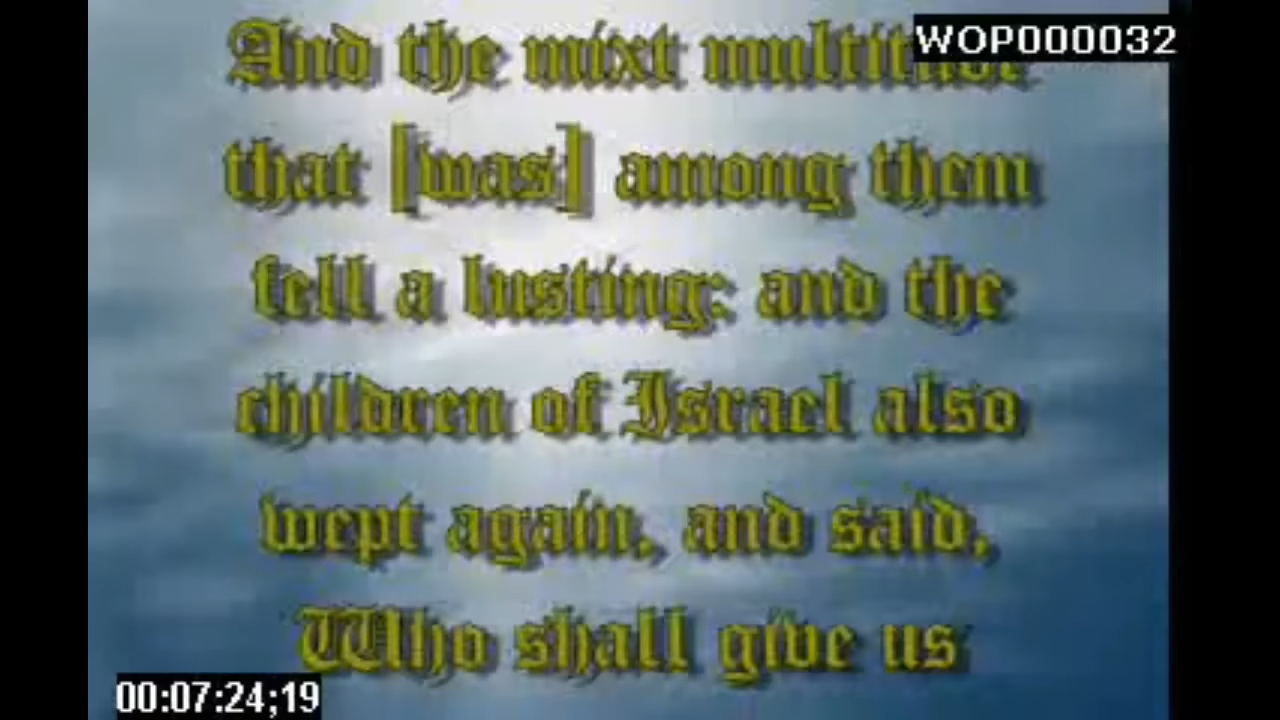 And the mixt multitude
WOP000032
that [was] among them
fell a lusting: and the
children of Israel also
wept again, and said,
Who shall give us
00:07:24;19